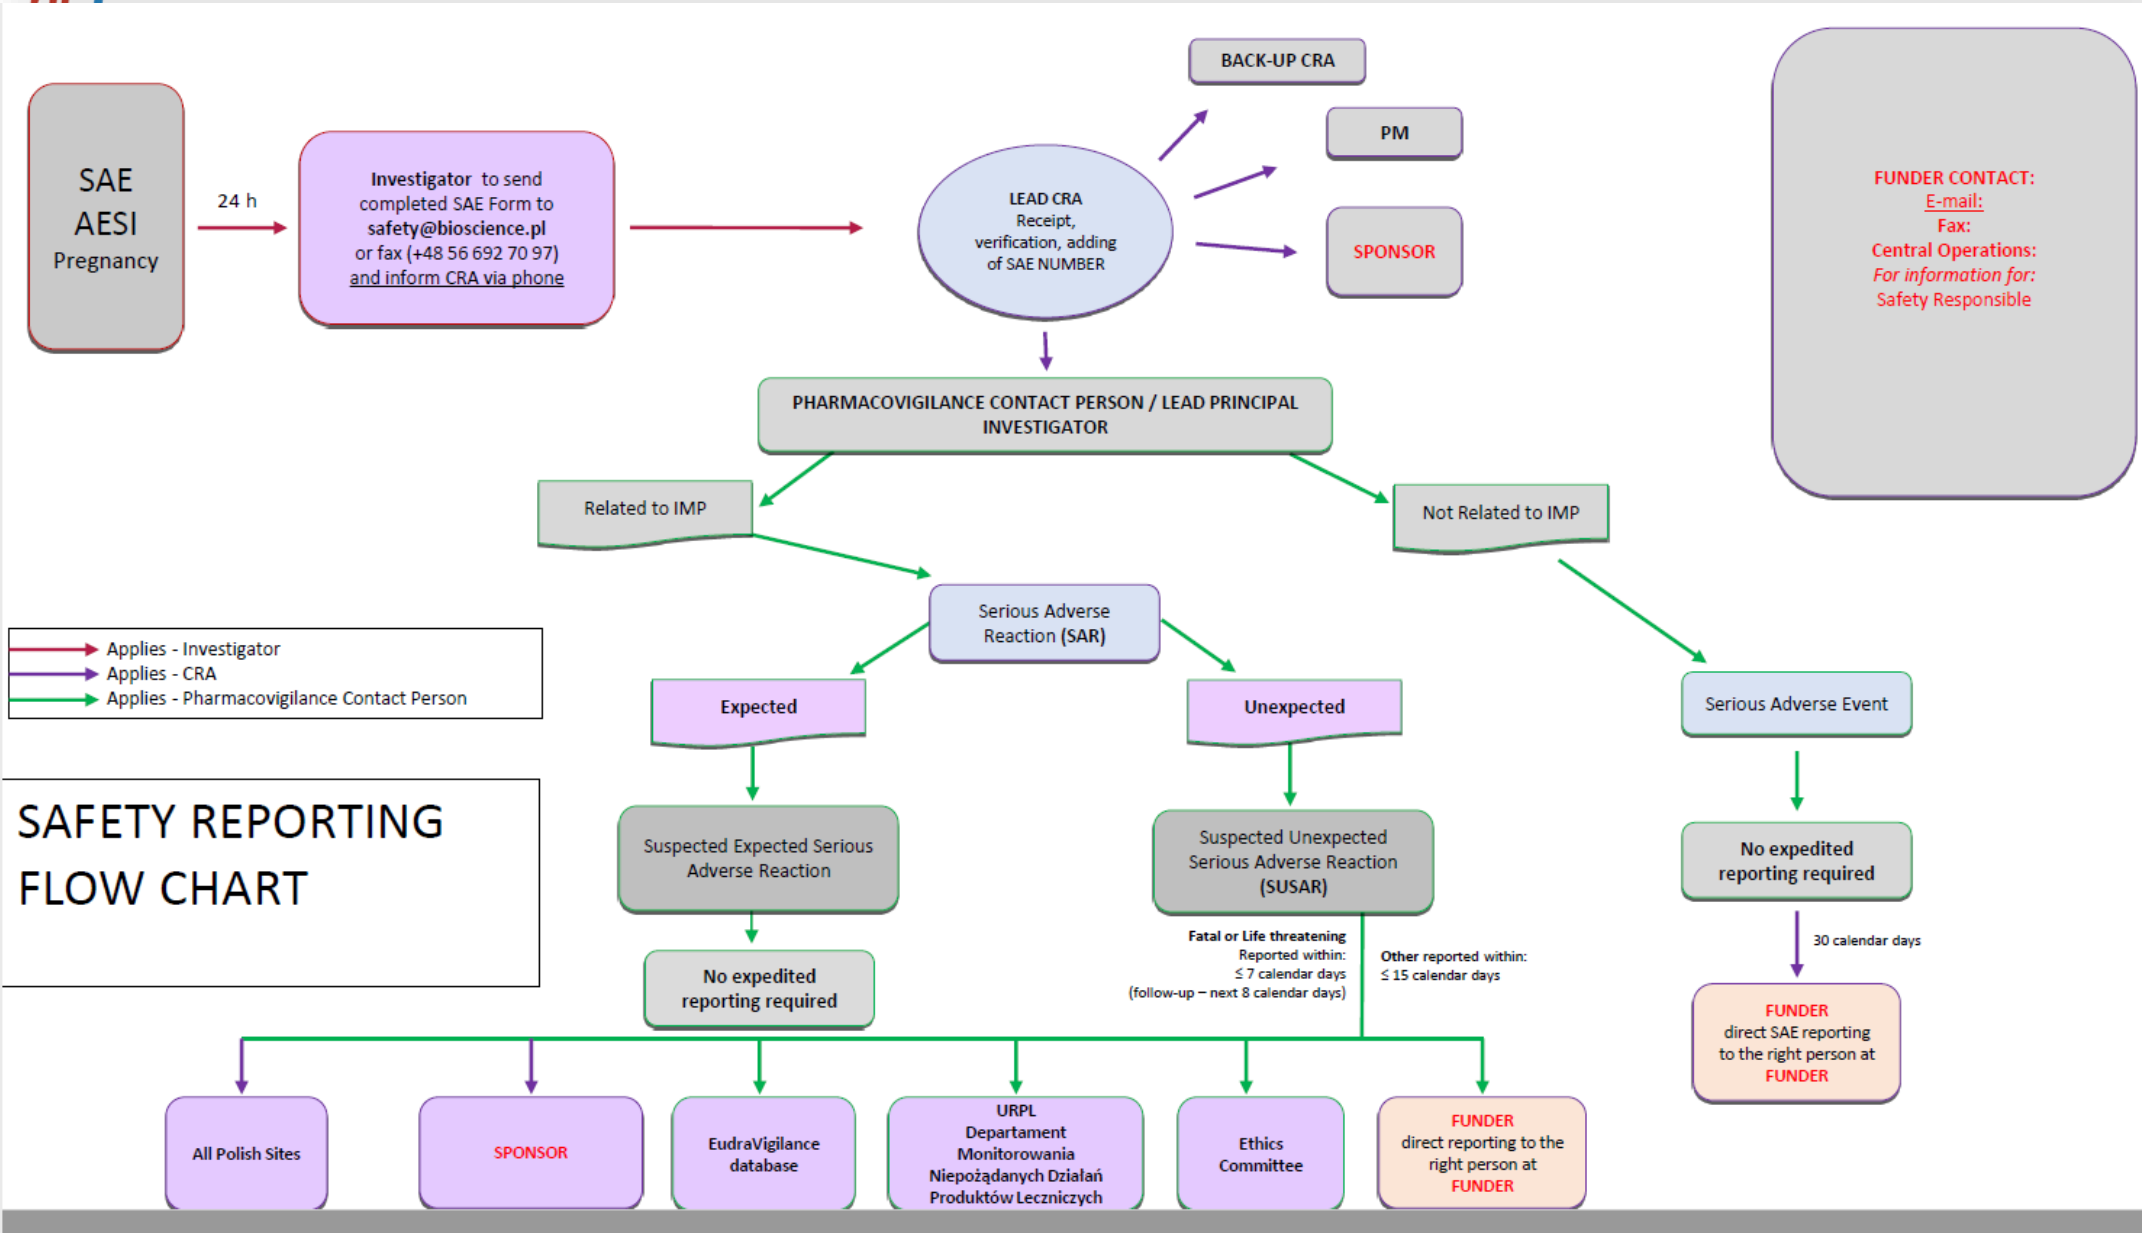 BACK-UP CRA
PM
SPONSOR
SAE
AESI
Pregnancy
24 h
Investigator to send
completed SAE Form to
safety@bioscience.pl
or fax (+48 56 692 70 97)
and inform CRA via phone
LEAD CRA
Receipt,
verification, adding
of SAE NUMBER
FUNDER CONTACT:
E-mail:
Fax:
Central Operations:
For information for:
Safety Responsible
PHARMACOVIGILANCE CONTACT PERSON / LEAD PRINCIPAL
INVESTIGATOR
Related to IMP
Not Related to IMP
Serious Adverse
Reaction (SAR)
Applies - Investigator
Applies - CRA
Applies - Pharmacovigilance Contact Person
Expected
Unexpected
Serious Adverse Event
SAFETY REPORTING
FLOW CHART
Suspected Expected Serious
Adverse Reaction
Suspected Unexpected
Serious Adverse Reaction
(SUSAR)
No expedited
reporting required
Fatal or Life threatening
Reported within:
≤ 7 calendar days
(follow-up – next 8 calendar days)
Other reported within:
≤ 15 calendar days
30 calendar days
No expedited
reporting required
FUNDER
direct SAE reporting
to the right person at
FUNDER
All Polish Sites
SPONSOR
EudraVigilance
database
URPL
Departament
Monitorowania
Niepożądanych Działań
Produktów Leczniczych
Ethics
Committee
FUNDER
direct reporting to the
right person at
FUNDER